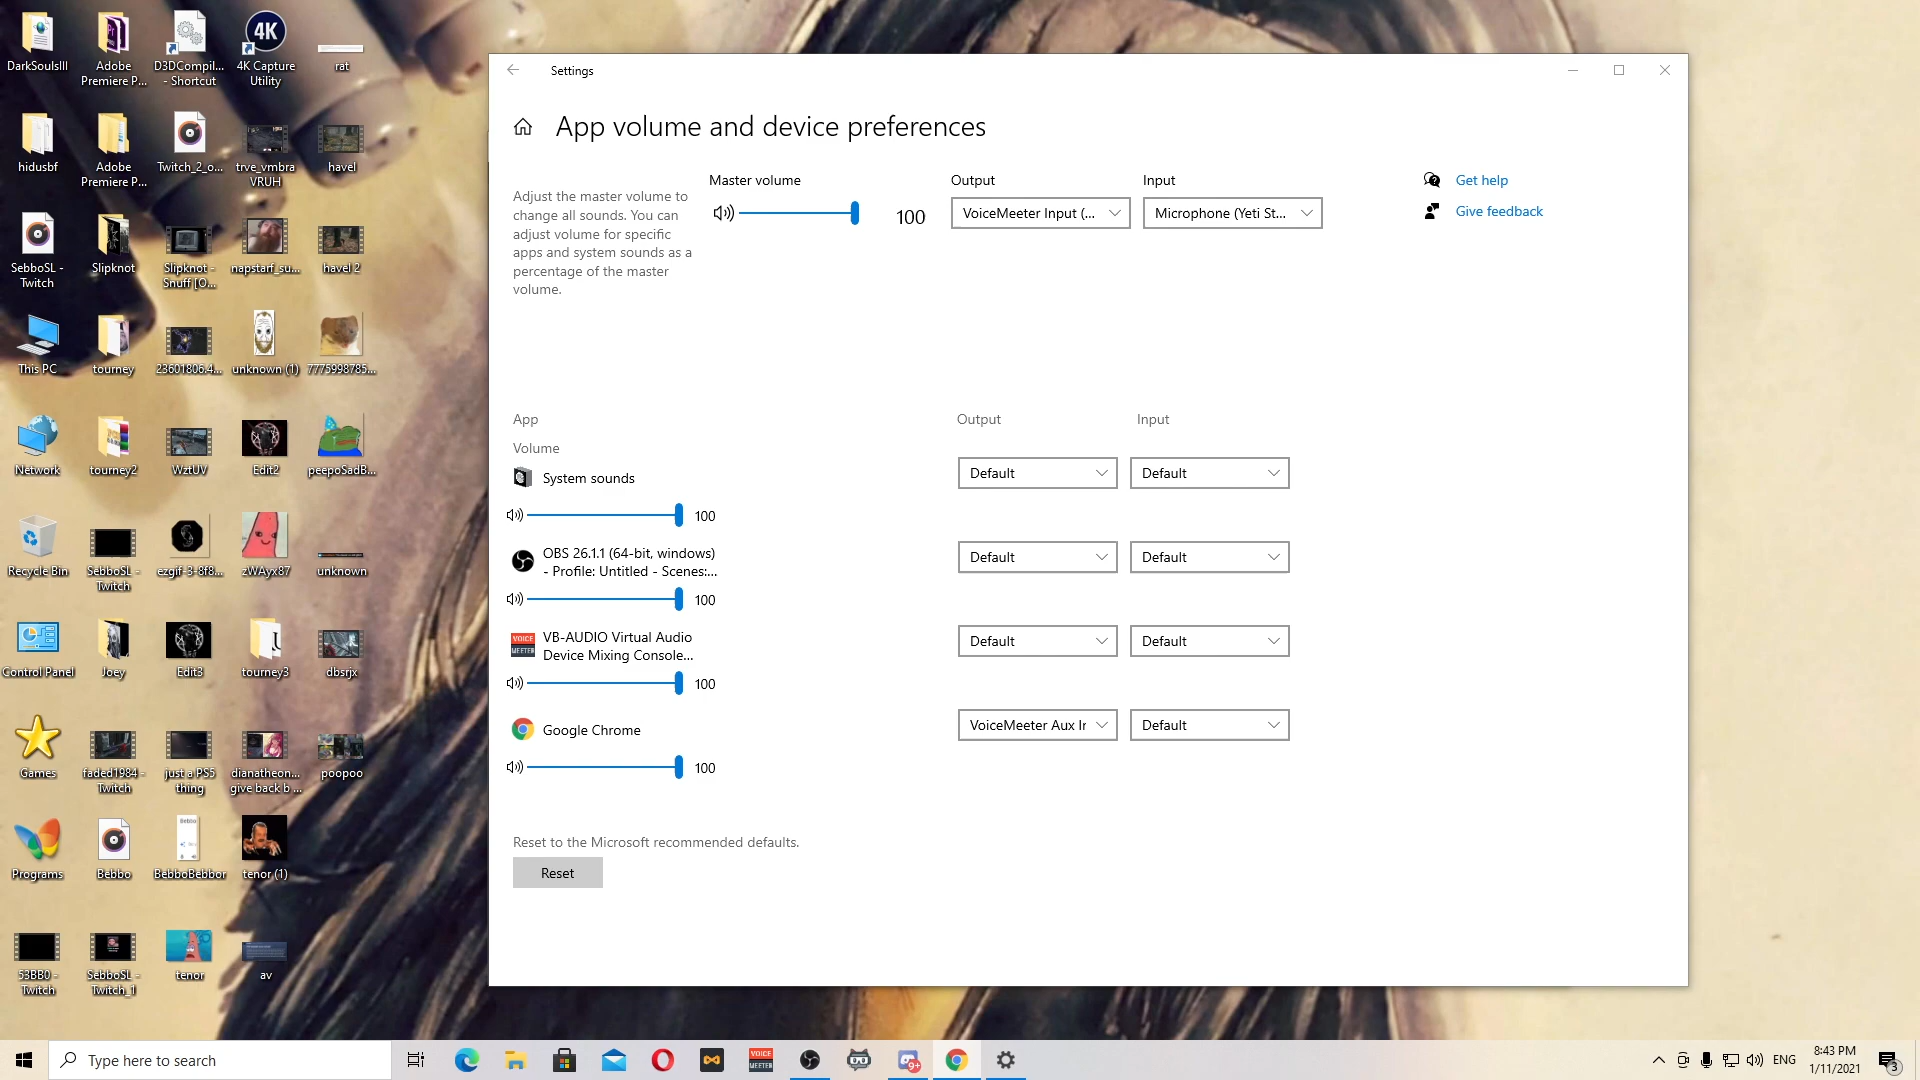 DarkSoulsIII
Adobe
Premiere P...
D3DCompil...
- Shortcut
4K
4K Capture
Utility
rat
hidusbf
Adobe
Premiere P...
Twitch_2_o...
trve_vmbra
VRUH
havel
SebboSL -
Twitch
Slipknot
Slipknot -
Snuff [O...
napstarf_su...
havel 2
This PC
tourney
23601806.4...
unknown (1)
7775998785...
Network
tourney2
WztUV
Edit2
peepoSadB...
Recycle Bin
SebboSL -
Twitch
ezgif-3-8f8...
zWAyx87
unknown
Control Panel
Joey
Edit3
tourney3
dbsrjx
Games
faded1984 -
Twitch
just a PS5
thing
dianatheon...
give back b ...
poopoo
Programs
Bebbo
BebboBebbor
tenor (1)
53BB0 -
Twitch
SebboSL -
Twitch_1
tenor
av
Settings
App volume and device preferences
Adjust the master volume to
change all sounds. You can
adjust volume for specific
apps and system sounds as a
percentage of the master
volume.
Master volume
100
Output
VoiceMeeter Input (...
Input
Microphone (Yeti St...
Get help
Give feedback
App
Output
Input
Volume
System sounds
Default
Default
100
OBS 26.1.1 (64-bit, windows)
- Profile: Untitled - Scenes:...
Default
Default
100
VOICE
MEETER
VB-AUDIO Virtual Audio
Device Mixing Console...
Default
Default
100
Google Chrome
VoiceMeeter Aux Ir
Default
100
Reset to the Microsoft recommended defaults.
Reset
Type here to search
VOICE
MEETER
9+
ENG
8:43 PM
1/11/2021
3